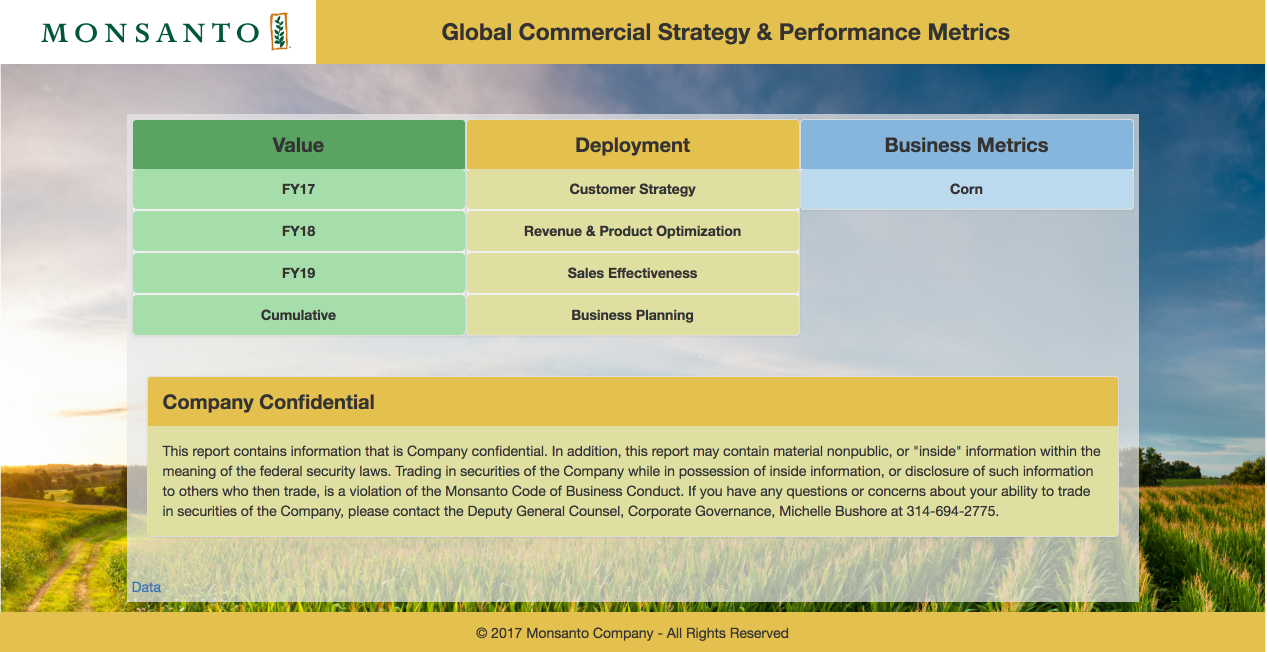 MONSANTO
Global Commercial Strategy & Performance Metrics
Value
Deployment
Business Metrics
FY17
Customer Strategy
Corn
FY18
Revenue & Product Optimization
FY19
Sales Effectiveness
Cumulative
Business Planning
Company Confidential
This report contains information that is Company confidential. In addition, this report may contain material nonpublic, or "inside" information within the
meaning of the federal security laws. Trading in securities of the Company while in possession of inside information, or disclosure of such information
to others who then trade, is a violation of the Monsanto Code of Business Conduct. If you have any questions or concerns about your ability to trade
in securities of the Company, please contact the Deputy General Counsel, Corporate Governance, Michelle Bushore at 314-694-2775.
Data
© 2017 Monsanto Company - All Rights Reserved